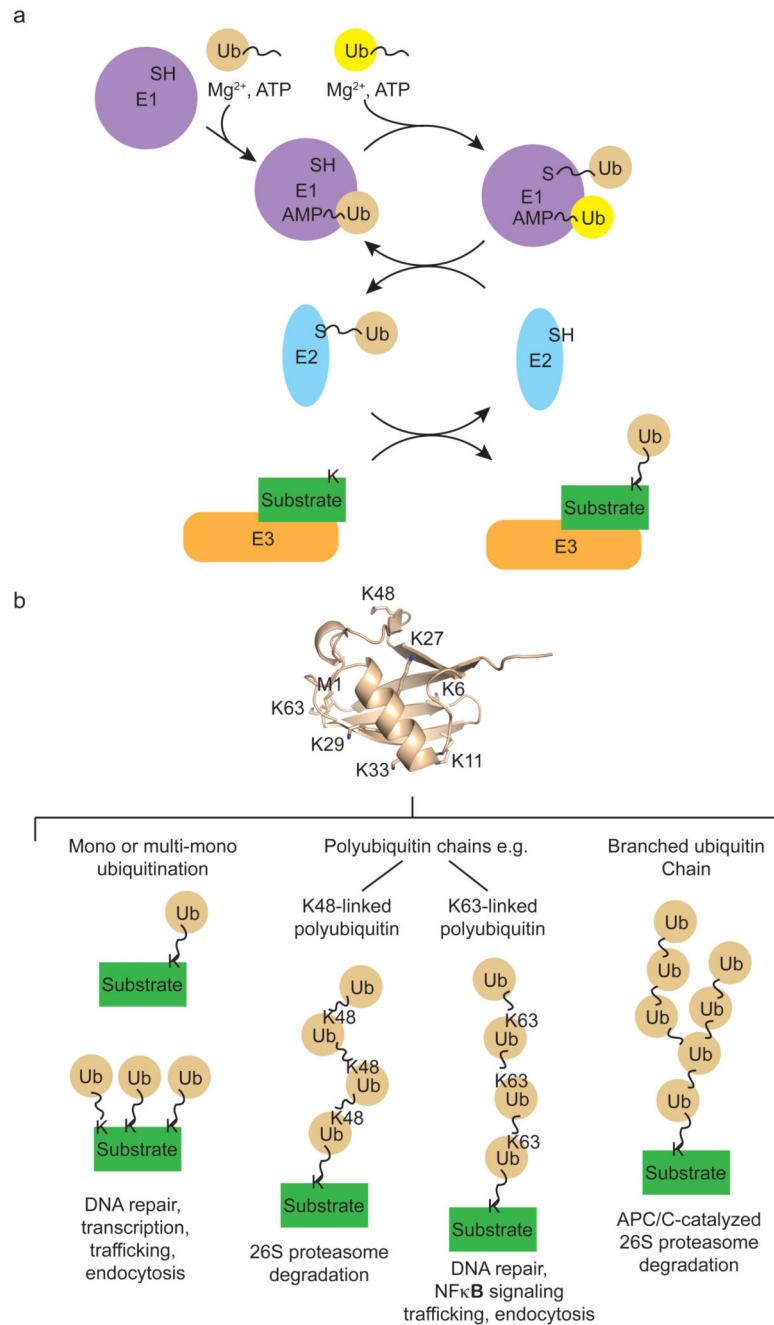 a
Ub
Ub
SH
E1
Mg²⁺, ATP
Mg²⁺, ATP
SH
E1
AMP
Ub
S
Ub
E1
AMP
Ub
S
Ub
E2
SH
E2
Ub
K
Substrate
E3
K
Substrate
E3
b
K48
K27
M1
K6
K63
K29
K33
K11
Mono or multi-mono
ubiquitination
Ub
K
Substrate
Ub
Ub
Ub
K
K
K
Substrate
DNA repair,
transcription,
trafficking,
endocytosis
Polyubiquitin chains e.g.
K48-linked
polyubiquitin
Ub
K48
Ub
K48
Ub
K48
Ub
K
Substrate
26S proteasome
degradation
K63-linked
polyubiquitin
Ub
K63
Ub
K63
Ub
K63
Ub
K
Substrate
DNA repair,
NFκB signaling
trafficking, endocytosis
Branched ubiquitin
Chain
Ub
Ub
Ub
Ub
Ub
Ub
Ub
K
Substrate
APC/C-catalyzed
26S proteasome
degradation